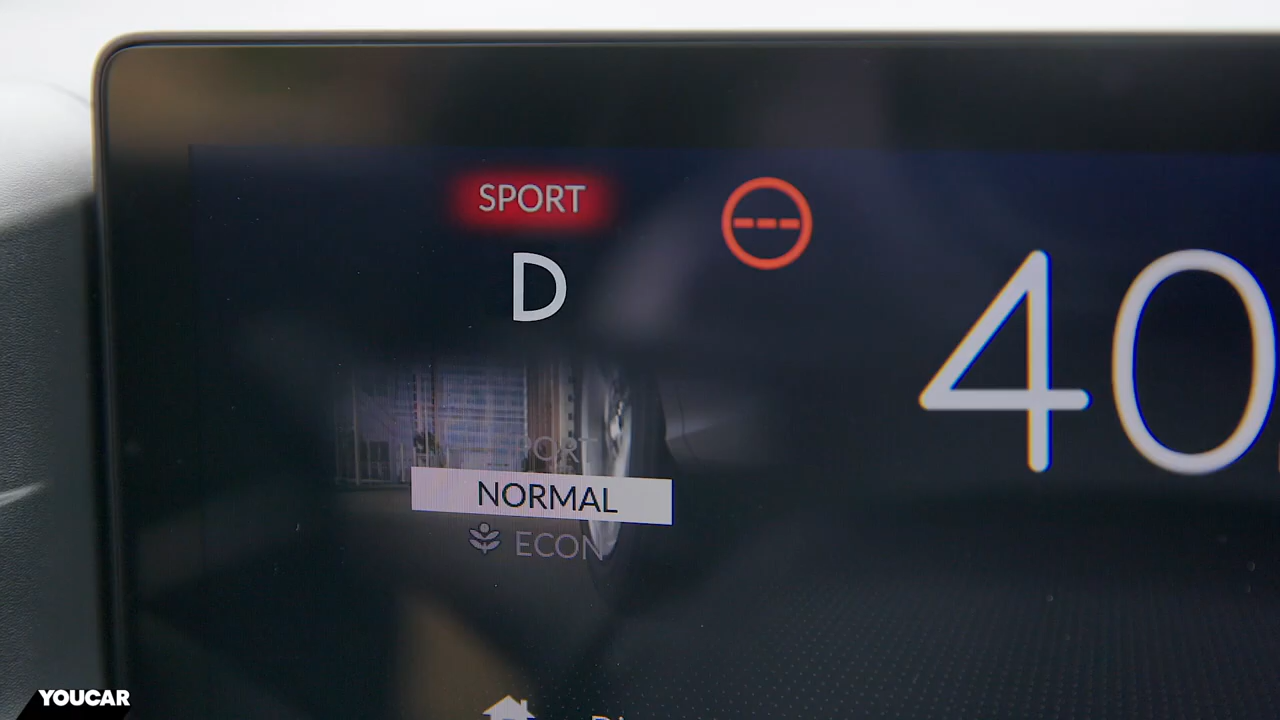 SPORT
D
---
40
SPORT
NORMAL
ECON
YOUCAR